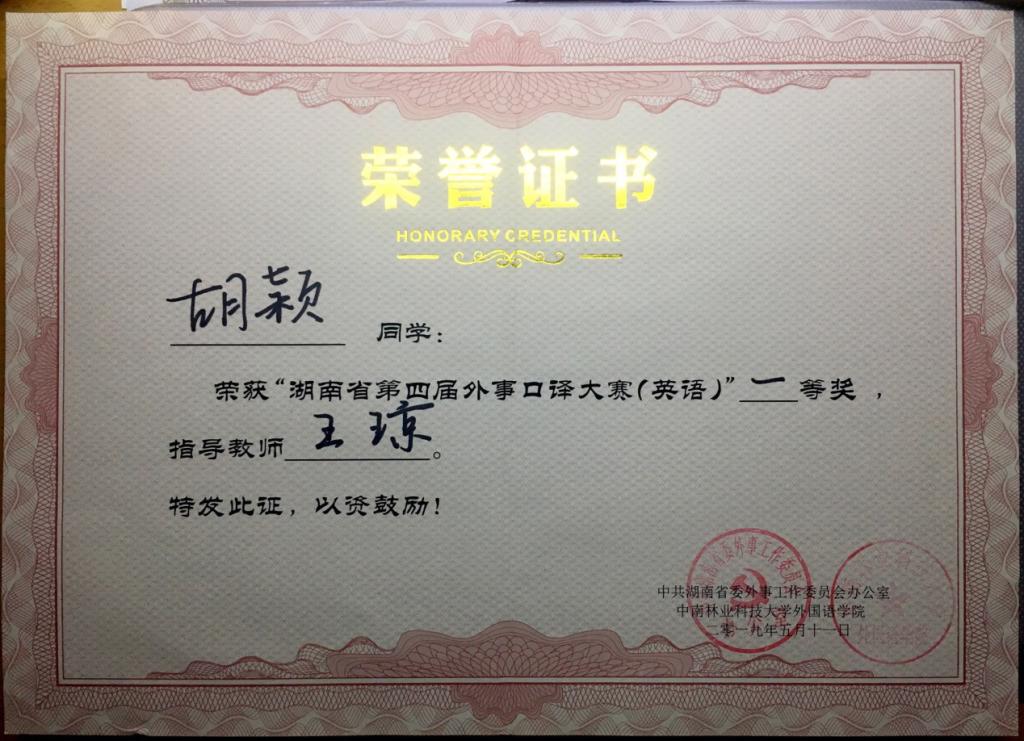 荣誉证书
HONORARY CREDENTIAL
胡颖 同学：
荣获“湖南省第四届外事口译大赛（英语）”一等奖，
指导教师王琼。
特发此证，以资鼓励！
中共湖南省委外事工作委员会办公室
中南林业科技大学外国语学院
二零一九年五月十一日